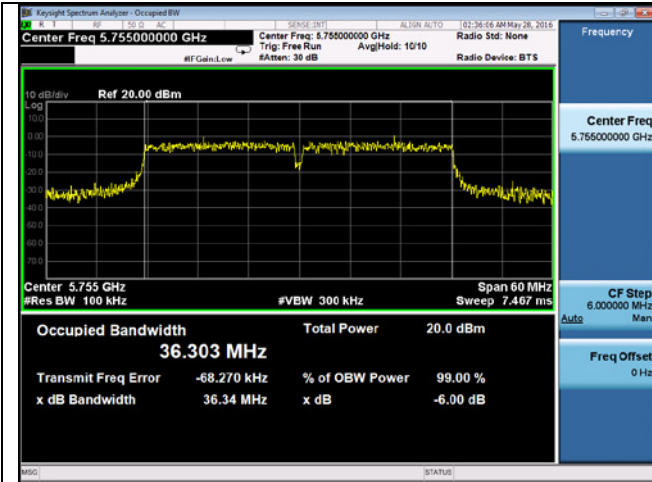 Keysight Spectrum Analyzer - Occupied BW
R T RF 50 Ω AC SENSE:INT ALIGN AUTO 02:36:06 AM May 28, 2016
Center Freq 5.755000000 GHz Center Freq: 5.755000000 GHz Radio Std: None Frequency
Trig: Free Run Avg|Hold: 10/10
#IFGain:Low #Atten: 30 dB Radio Device: BTS
10 dB/div Ref 20.00 dBm
Log
10.0
0.00
-10.0
-20.0
-30.0
-40.0
-50.0
-60.0
-70.0
Center 5.755 GHz Span 60 MHz
#Res BW 100 kHz #VBW 300 kHz Sweep 7.467 ms
Occupied Bandwidth Total Power 20.0 dBm
36.303 MHz
Transmit Freq Error -68.270 kHz % of OBW Power 99.00 %
x dB Bandwidth 36.34 MHz x dB -6.00 dB
Center Freq
5.755000000 GHz
CF Step
6.000000 MHz
Auto Man
Freq Offset
0 Hz
MSG STATUS